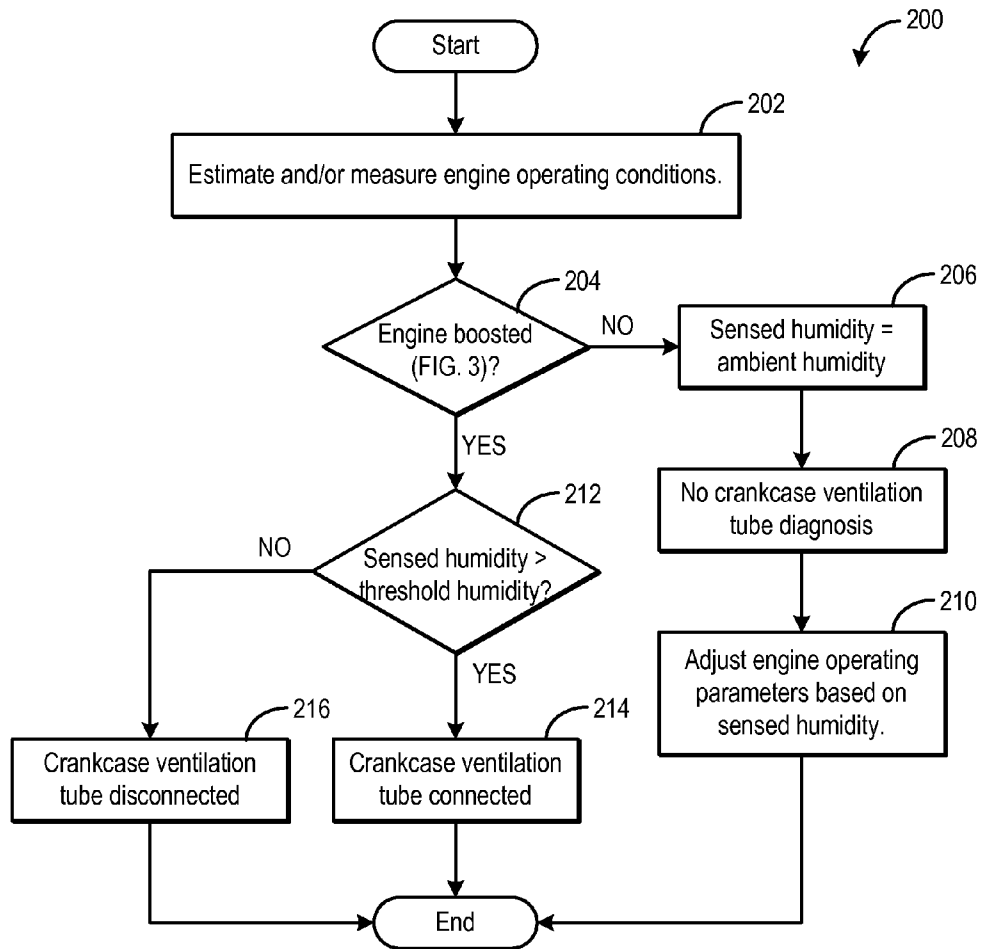 200
Start
202
Estimate and/or measure engine operating conditions.
204
Engine boosted
(FIG. 3)?
NO
206
Sensed humidity =
ambient humidity
YES
208
No crankcase ventilation
tube diagnosis
212
Sensed humidity >
threshold humidity?
NO
YES
210
Adjust engine operating
parameters based on
sensed humidity.
216
Crankcase ventilation
tube disconnected
214
Crankcase ventilation
tube connected
End